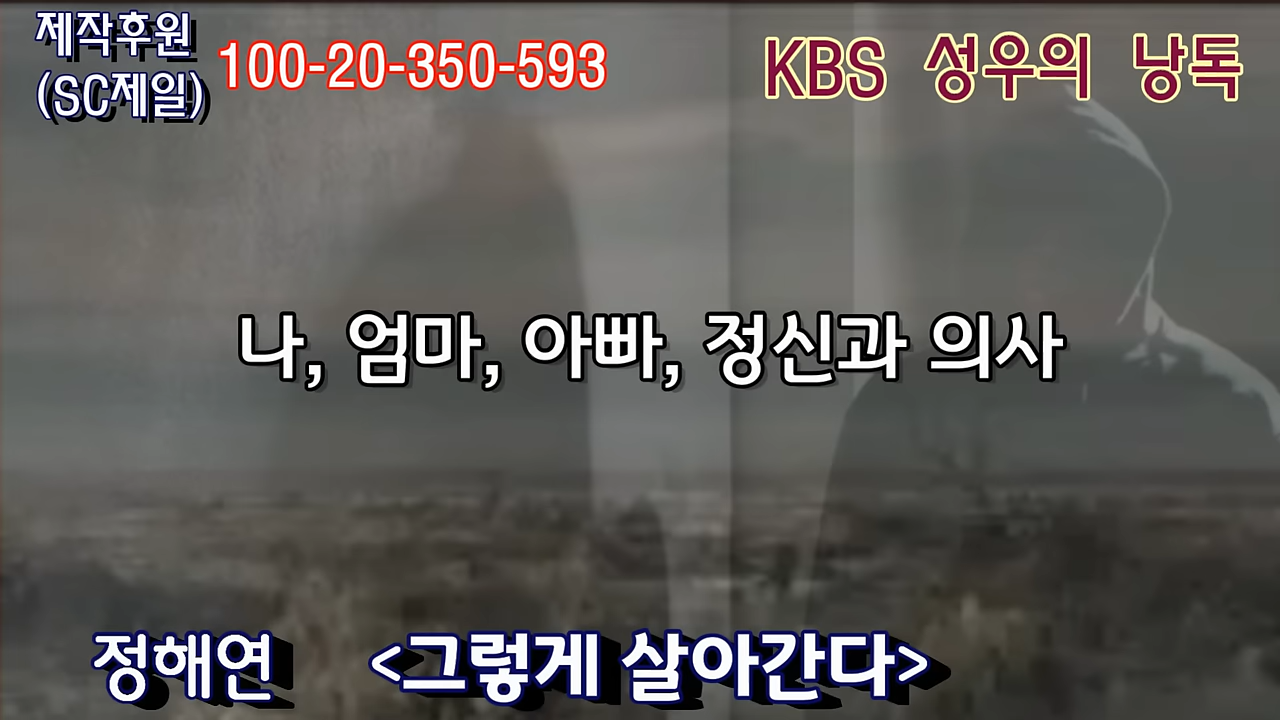 제작후원
(SC제일)
100-20-350-593
KBS 성우의 낭독
나, 엄마, 아빠, 정신과 의사
정해연 <그렇게 살아간다>